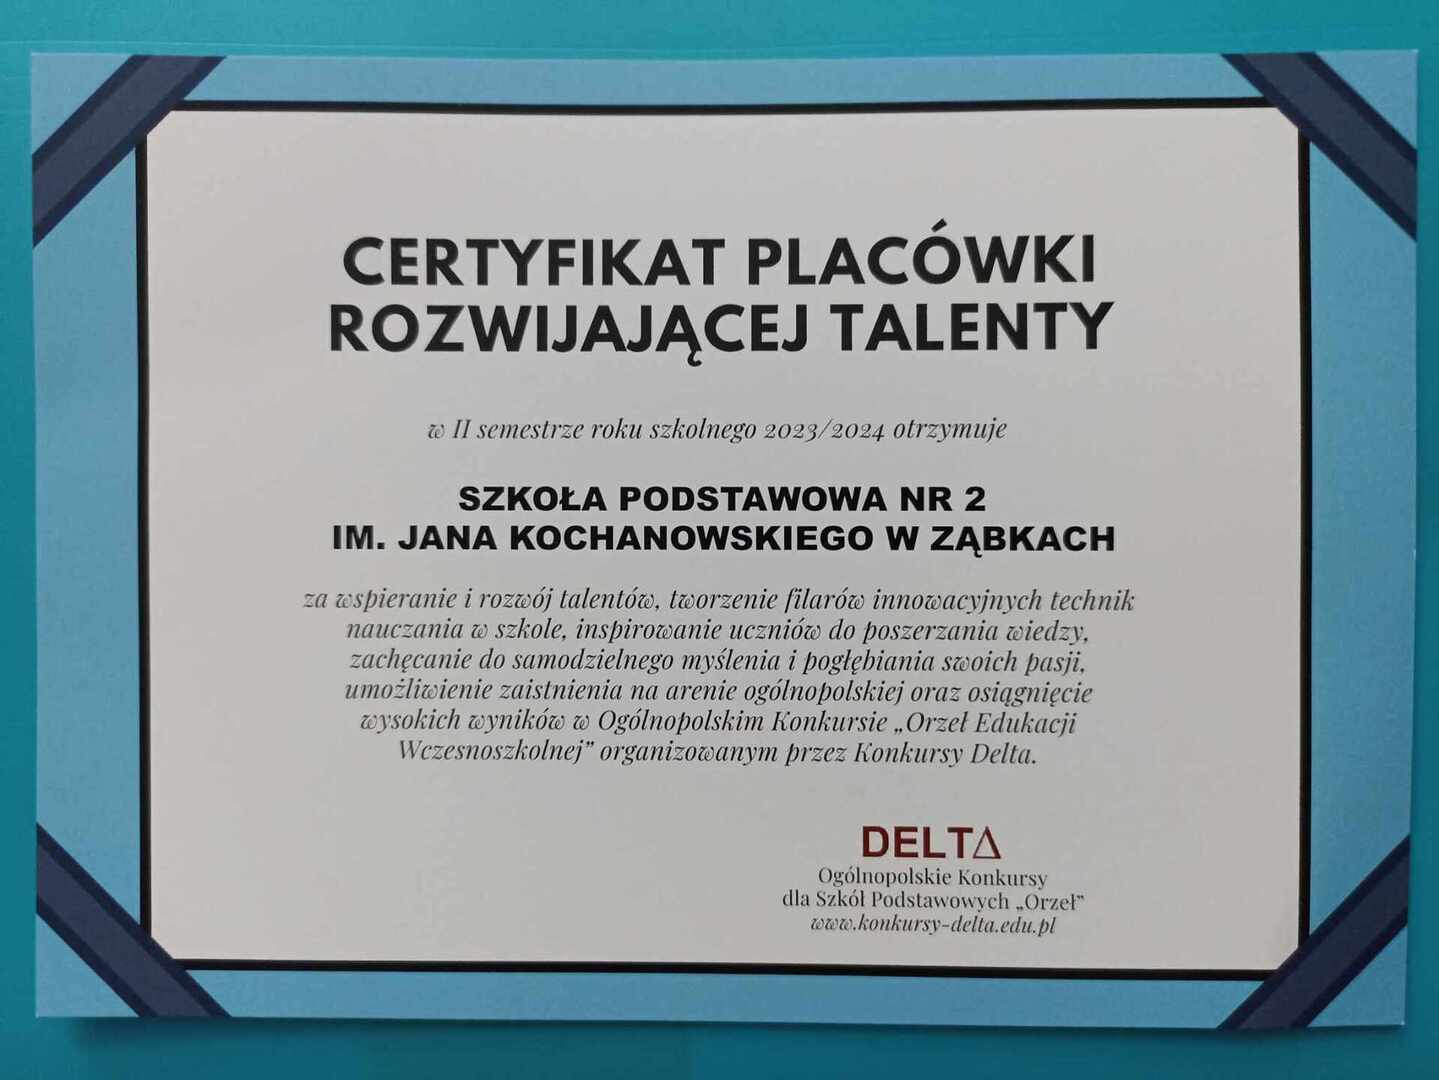 CERTYFIKAT PLACÓWKI
ROZWIJAJĄCEJ TALENTY
w II semestrze roku szkolnego 2023/2024 otrzymuje
SZKOŁA PODSTAWOWA NR 2
IM. JANA KOCHANOWSKIEGO W ZĄBKACH
za wspieranie i rozwój talentów, tworzenie filarów innowacyjnych technik
nauczania w szkole, inspirowanie uczniów do poszerzania wiedzy,
zachęcanie do samodzielnego myślenia i pogłębiania swoich pasji,
umożliwienie zaistnienia na arenie ogólnopolskiej oraz osiągnięcie
wysokich wyników w Ogólnopolskim Konkursie „Orzeł Edukacji
Wczesnoszkolnej” organizowanym przez Konkursy Delta.
DELTΔ
Ogólnopolskie Konkursy
dla Szkół Podstawowych „Orzeł”
www.konkursy-delta.edu.pl